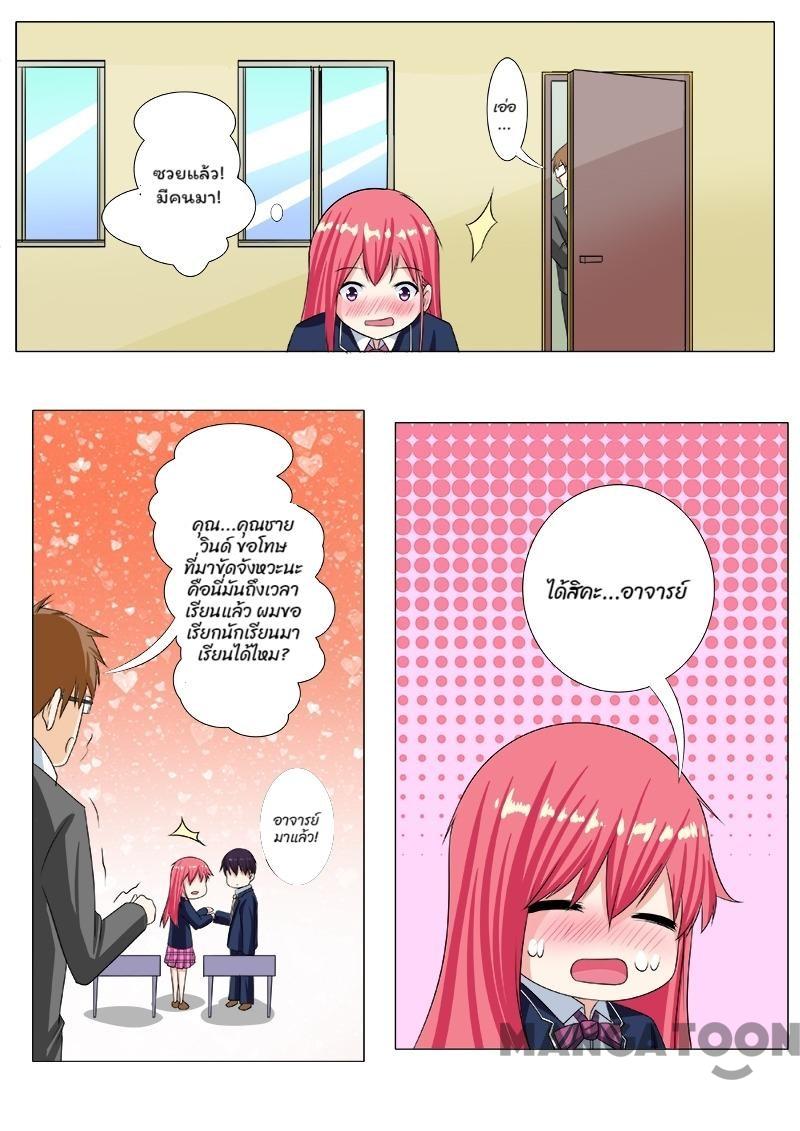 ซวยแล้ว!
มีคนมา!
เอ่อ
...
คุณ...คุณชาย
วินด์ ขอโทษ
ที่มาขัดจังหวะนะ
คือนี่มันถึงเวลา
เรียนแล้ว ผมขอ
เรียกนักเรียนมา
เรียนได้ไหม?
อาจารย์
มาแล้ว!
ได้สิคะ...อาจารย์
MANGATOON